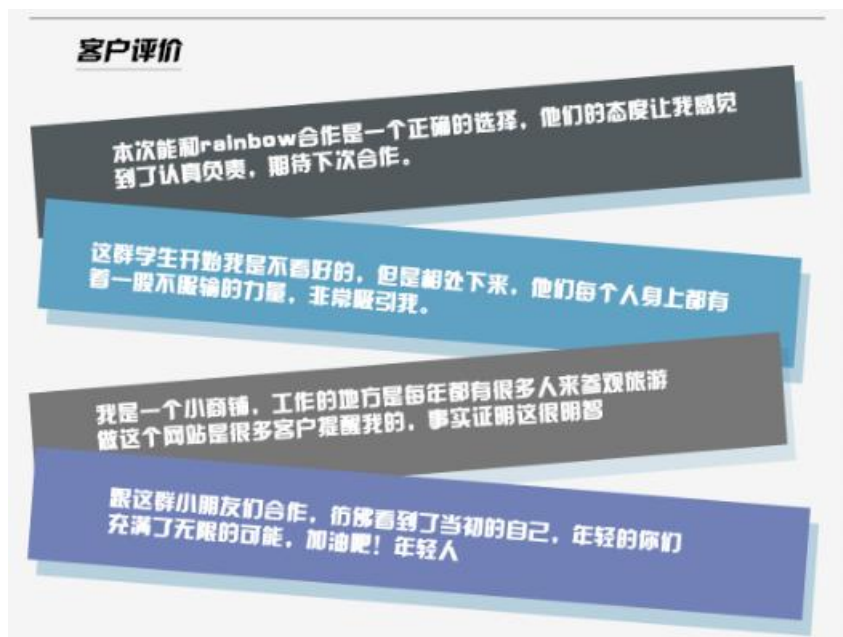 客户评价
本次能和rainbow合作是一个正确的选择，他们的态度让我感觉
到了认真负责，期待下次合作。
这群学生开始我是不看好的，但是相处下来，他们每个人身上都有
着一股不服输的力量，非常吸引我。
我是一个小商铺，工作的地方是每年都有很多人来参观旅游
做这个网站是很多客户提醒我的，事实证明这很明智
跟这群小朋友们合作，仿佛看到了当初的自己，年轻的你们
充满了无限的可能，加油吧！年轻人